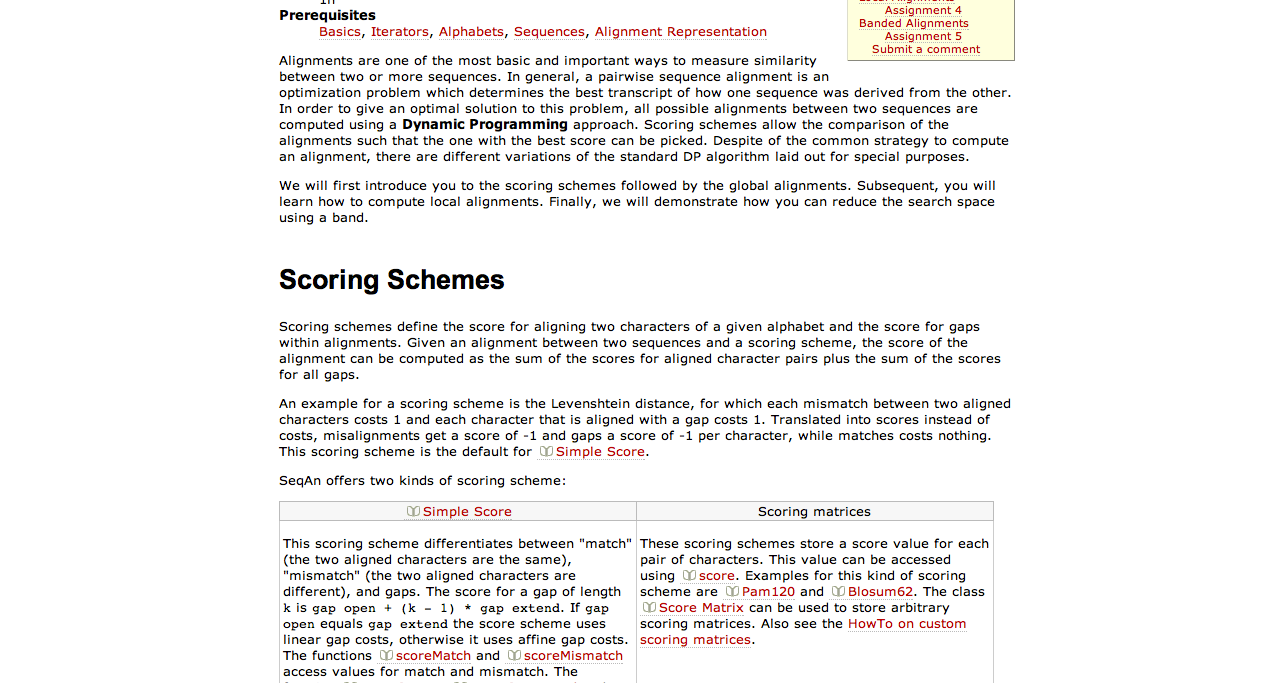 Prerequisites
Basics, Iterators, Alphabets, Sequences, Alignment Representation
Assignment 4
Banded Alignments
Assignment 5
Submit a comment
Alignments are one of the most basic and important ways to measure similarity
between two or more sequences. In general, a pairwise sequence alignment is an
optimization problem which determines the best transcript of how one sequence was derived from the other.
In order to give an optimal solution to this problem, all possible alignments between two sequences are
computed using a Dynamic Programming approach. Scoring schemes allow the comparison of the
alignments such that the one with the best score can be picked. Despite of the common strategy to compute
an alignment, there are different variations of the standard DP algorithm laid out for special purposes.
We will first introduce you to the scoring schemes followed by the global alignments. Subsequent, you will
learn how to compute local alignments. Finally, we will demonstrate how you can reduce the search space
using a band.
Scoring Schemes
Scoring schemes define the score for aligning two characters of a given alphabet and the score for gaps
within alignments. Given an alignment between two sequences and a scoring scheme, the score of the
alignment can be computed as the sum of the scores for aligned character pairs plus the sum of the scores
for all gaps.
An example for a scoring scheme is the Levenshtein distance, for which each mismatch between two aligned
characters costs 1 and each character that is aligned with a gap costs 1. Translated into scores instead of
costs, misalignments get a score of -1 and gaps a score of -1 per character, while matches costs nothing.
This scoring scheme is the default for Simple Score.
SeqAn offers two kinds of scoring scheme:
Simple Score
This scoring scheme differentiates between "match"
(the two aligned characters are the same),
"mismatch" (the two aligned characters are
different), and gaps. The score for a gap of length
k is gap open + (k - 1) * gap extend. If gap
open equals gap extend the score scheme uses
linear gap costs, otherwise it uses affine gap costs.
The functions scoreMatch and scoreMismatch
access values for match and mismatch. The
Scoring matrices
These scoring schemes store a score value for each
pair of characters. This value can be accessed
using score. Examples for this kind of scoring
scheme are Pam120 and Blosum62. The class
Score Matrix can be used to store arbitrary
scoring matrices. Also see the HowTo on custom
scoring matrices.